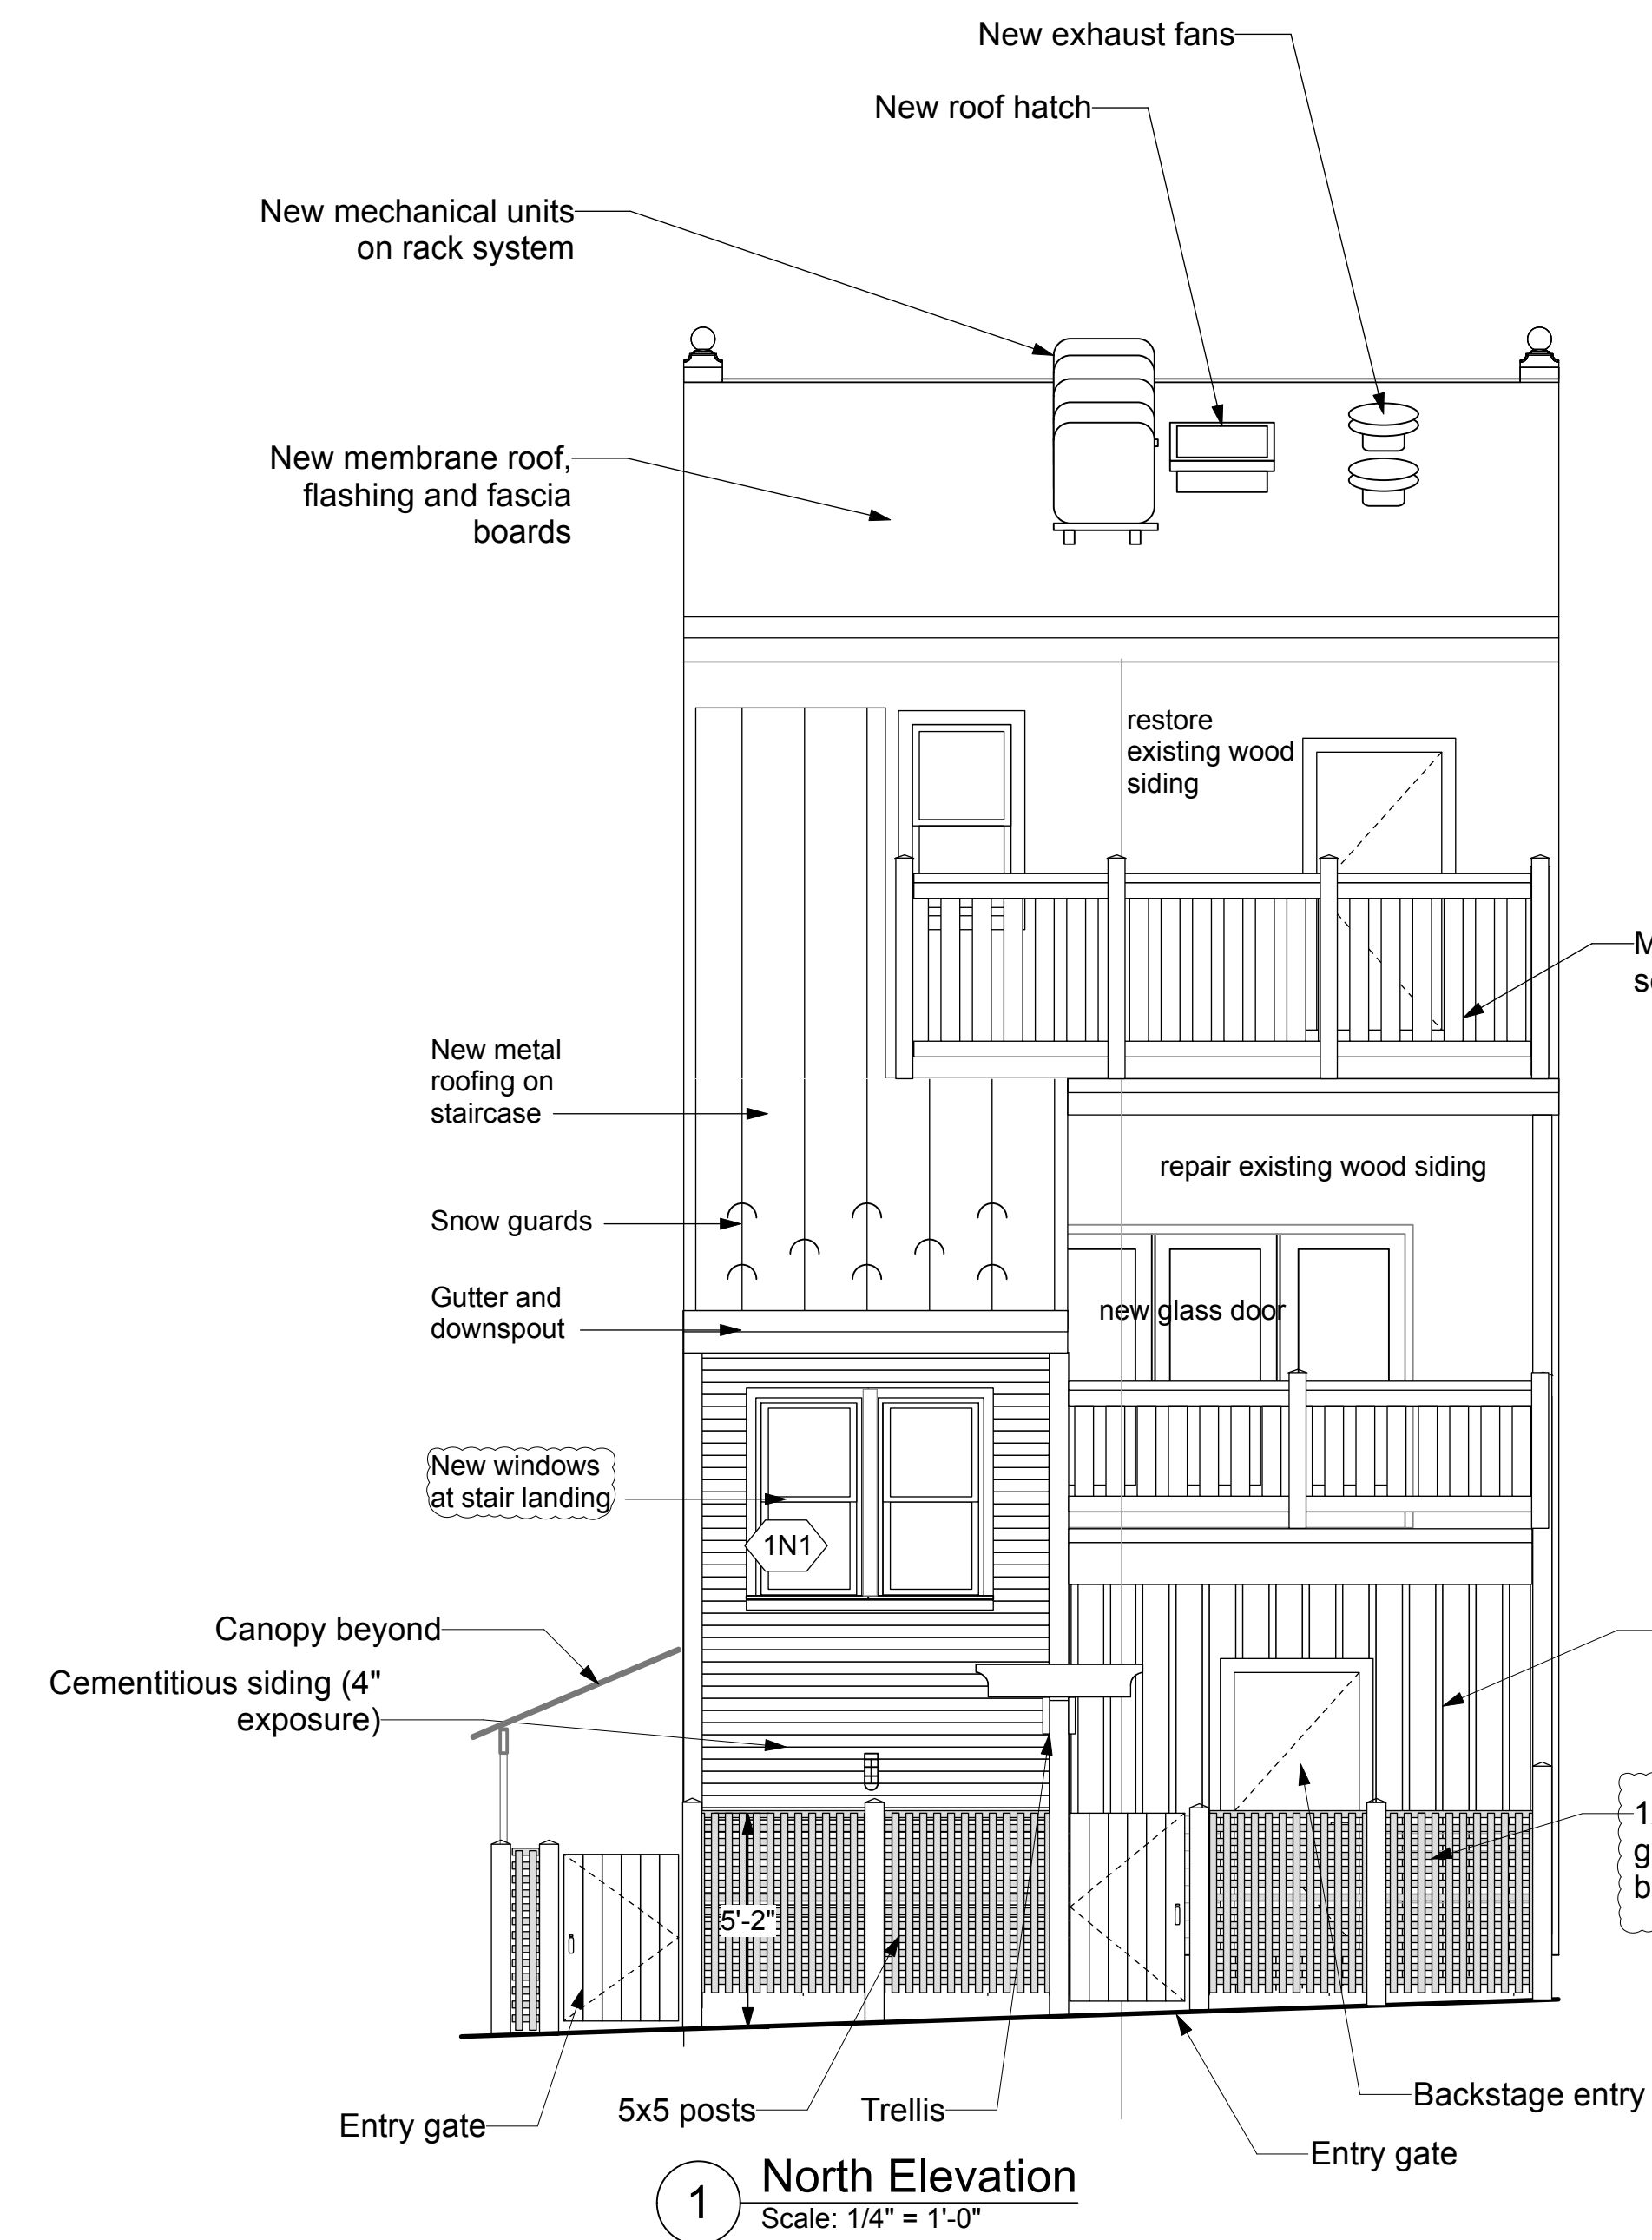 New exhaust fans
New roof hatch
New mechanical units
on rack system
New membrane roof,
flashing and fascia
boards
restore
existing wood
siding
New metal
roofing on
staircase
repair existing wood siding
Snow guards
Gutter and
downspout
new glass door
New windows
at stair landing
1N1
Canopy beyond
Cementitious siding (4"
exposure)
5'-2"
5x5 posts
Trellis
Backstage entry
Entry gate
Entry gate
1
North Elevation
Scale: 1/4" = 1'-0"